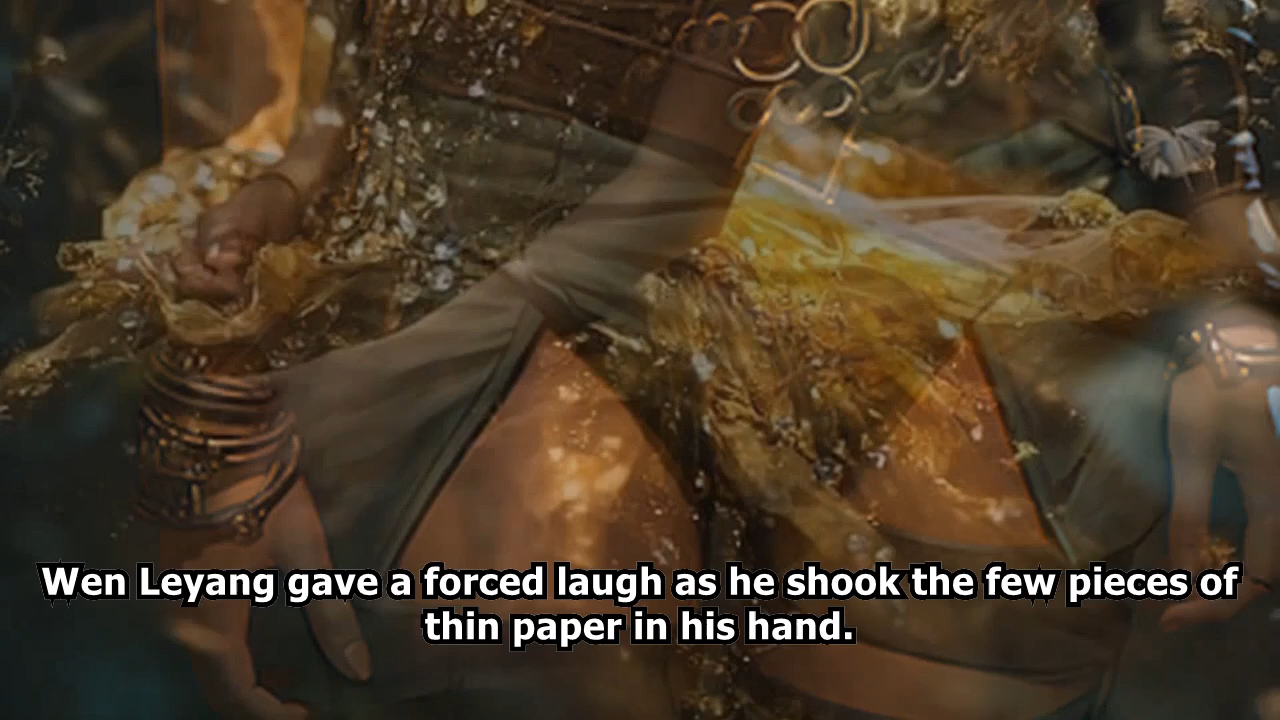 Wen Leyang gave a forced laugh as he shook the few pieces of
thin paper in his hand.